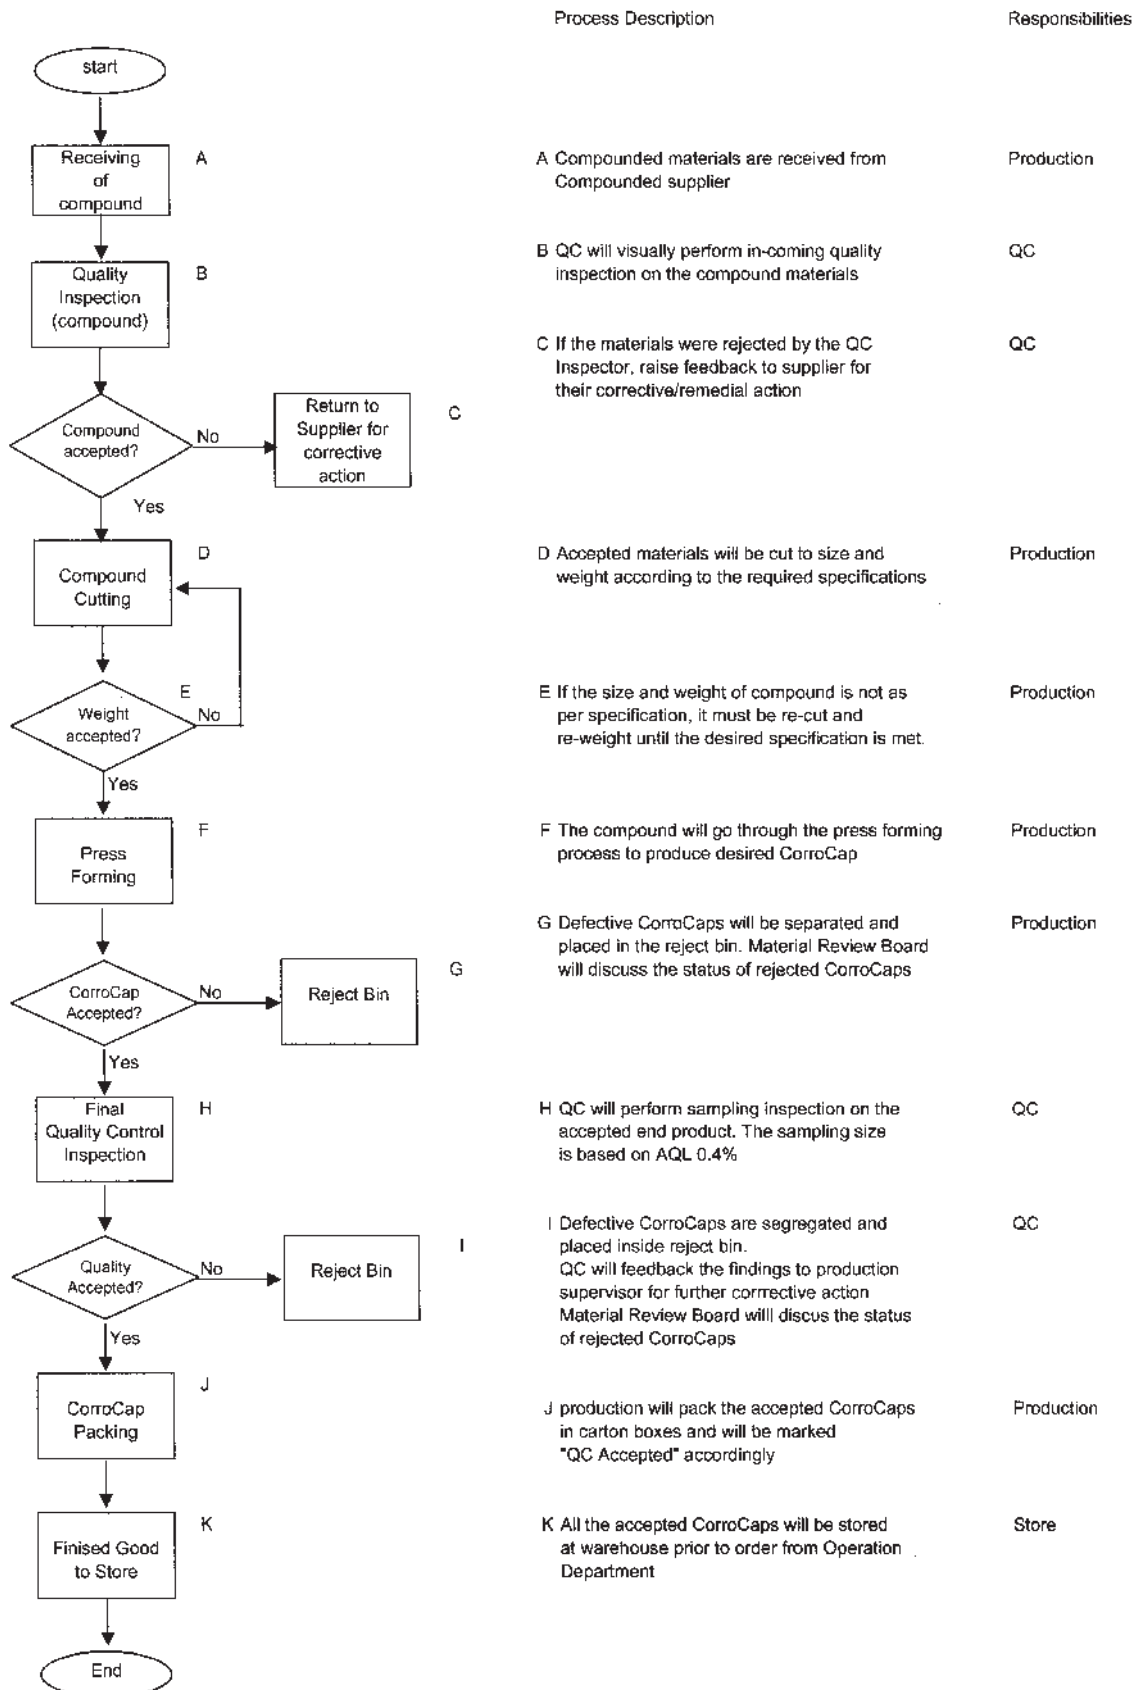 Process Description
Responsibilities
start
Receiving
of
compound
A
A Compounded materials are received from
Compounded supplier
Production
Quality
Inspection
(compound)
B
B QC will visually perform in-coming quality
inspection on the compound materials
QC
C If the materials were rejected by the QC
Inspector, raise feedback to supplier for
their corrective/remedial action
QC
Compound
accepted?
No
Return to
Supplier for
corrective
action
C
Yes
Compound
Cutting
D
D Accepted materials will be cut to size and
weight according to the required specifications
Production
Weight
accepted?
E
No
E If the size and weight of compound is not as
per specification, it must be re-cut and
re-weight until the desired specification is met.
Production
Yes
Press
Forming
F
F The compound will go through the press forming
process to produce desired CorroCap
Production
G Defective CorroCaps will be separated and
placed in the reject bin. Material Review Board
will discuss the status of rejected CorroCaps
Production
CorroCap
Accepted?
No
Reject Bin
G
Yes
Final
Quality Control
Inspection
H
H QC will perform sampling inspection on the
accepted end product. The sampling size
is based on AQL 0.4%
QC
Quality
Accepted?
No
Reject Bin
I
I Defective CorroCaps are segregated and
placed inside reject bin.
QC will feedback the findings to production
supervisor for further corrrective action
Material Review Board willl discus the status
of rejected CorroCaps
QC
Yes
CorroCap
Packing
J
J production will pack the accepted CorroCaps
in carton boxes and will be marked
"QC Accepted" accordingly
Production
Finised Good
to Store
K
K All the accepted CorroCaps will be stored
at warehouse prior to order from Operation
Department
Store
End